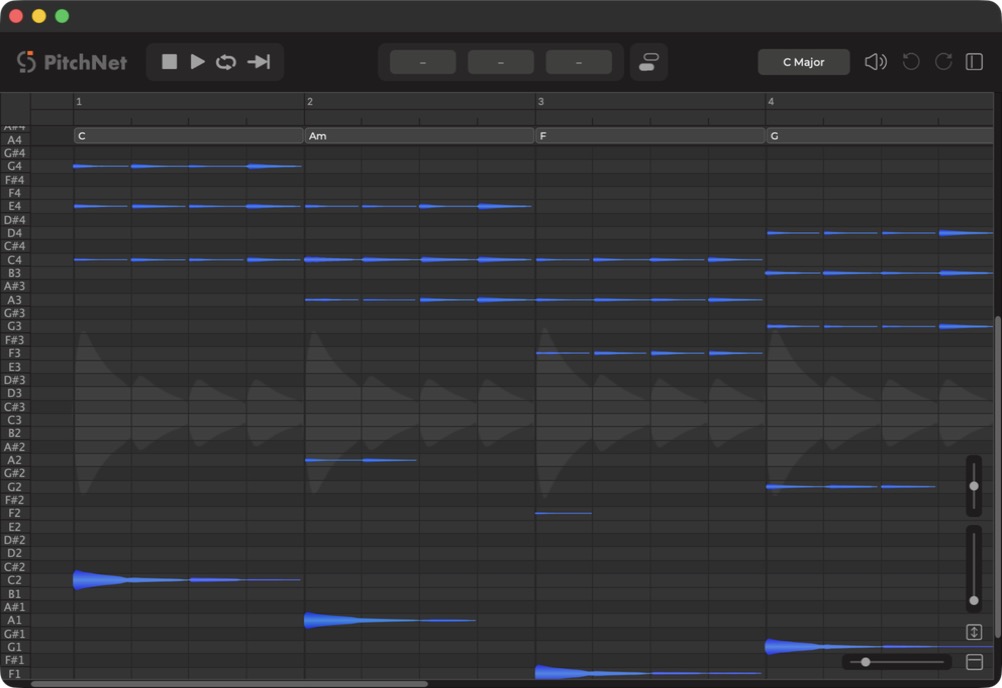 PitchNet
–
–
–
C Major
1
2
3
4
A#4
C
Am
F
G
A4
G#4
G4
F#4
F4
E4
D#4
D4
C#4
C4
B3
A#3
A3
G#3
G3
F#3
F3
E3
D#3
D3
C#3
C3
B2
A#2
A2
G#2
G2
F#2
F2
E2
D#2
D2
C#2
C2
B1
A#1
A1
G#1
G1
F#1
F1